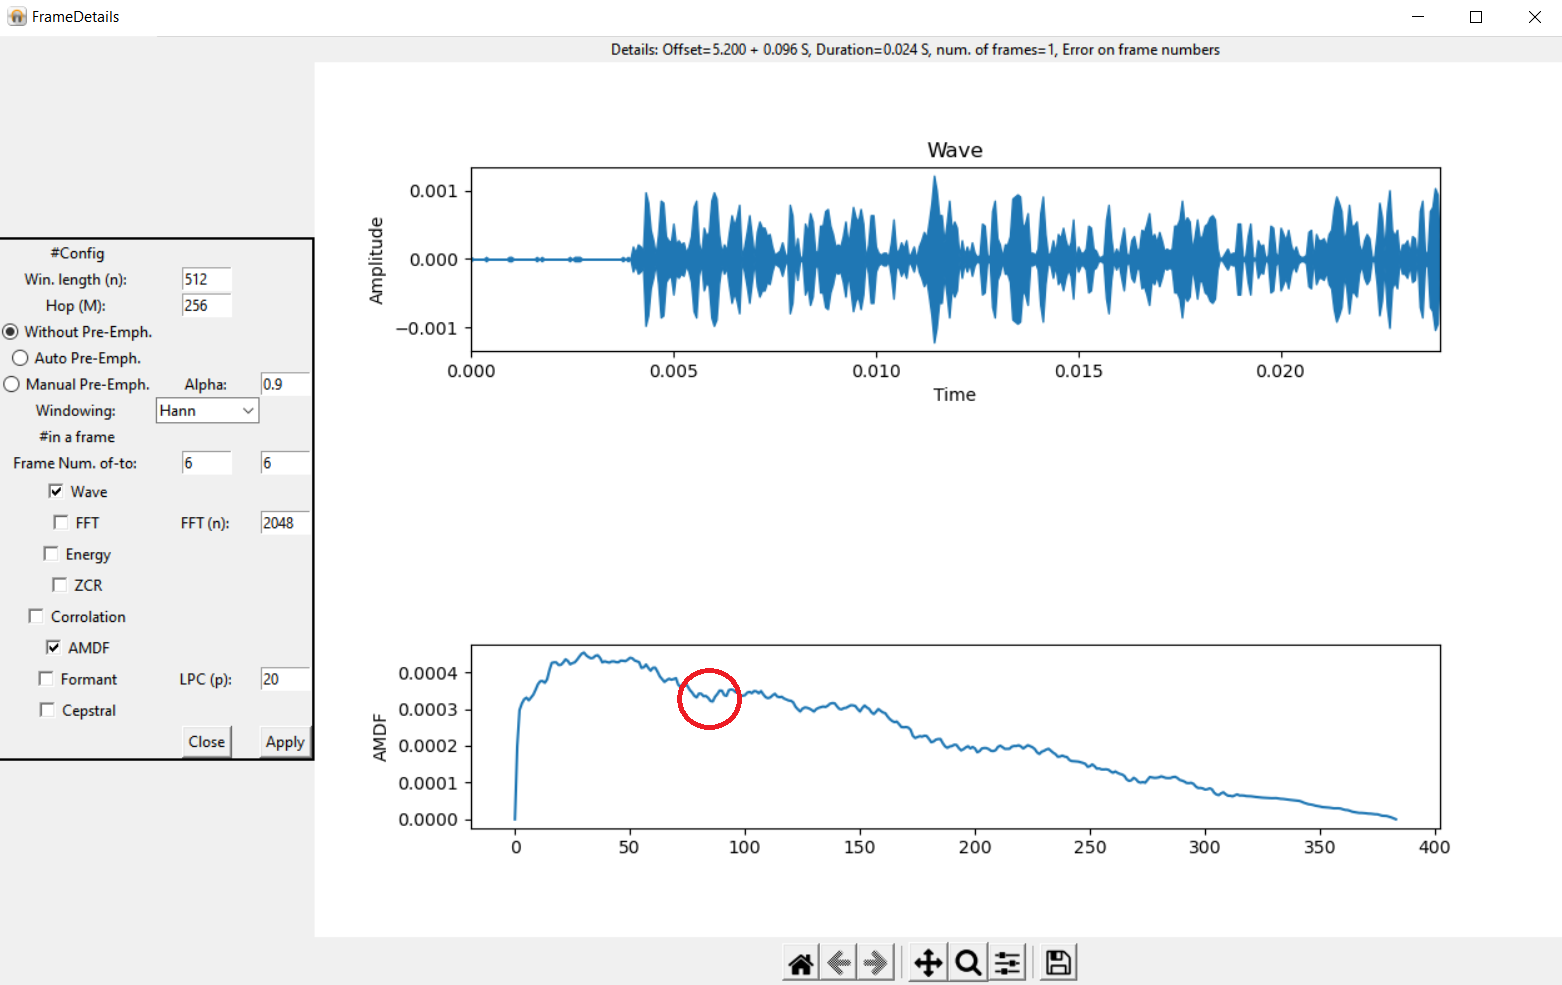 FrameDetails
Details: Offset=5.200 + 0.096 S, Duration=0.024 S, num. of frames=1, Error on frame numbers
#Config
Win. length (n): 512
Hop (M): 256
Without Pre-Emph.
Auto Pre-Emph.
Manual Pre-Emph. Alpha: 0.9
Windowing: Hann
#in a frame
Frame Num. of-to: 6 6
Wave
FFT FFT (n): 2048
Energy
ZCR
Corrolation
AMDF
Formant LPC (p): 20
Cepstral
Close Apply
Wave
Amplitude
0.001
0.000
−0.001
0.000 0.005 0.010 0.015 0.020
Time
AMDF
0.0004
0.0003
0.0002
0.0001
0.0000
0 50 100 150 200 250 300 350 400